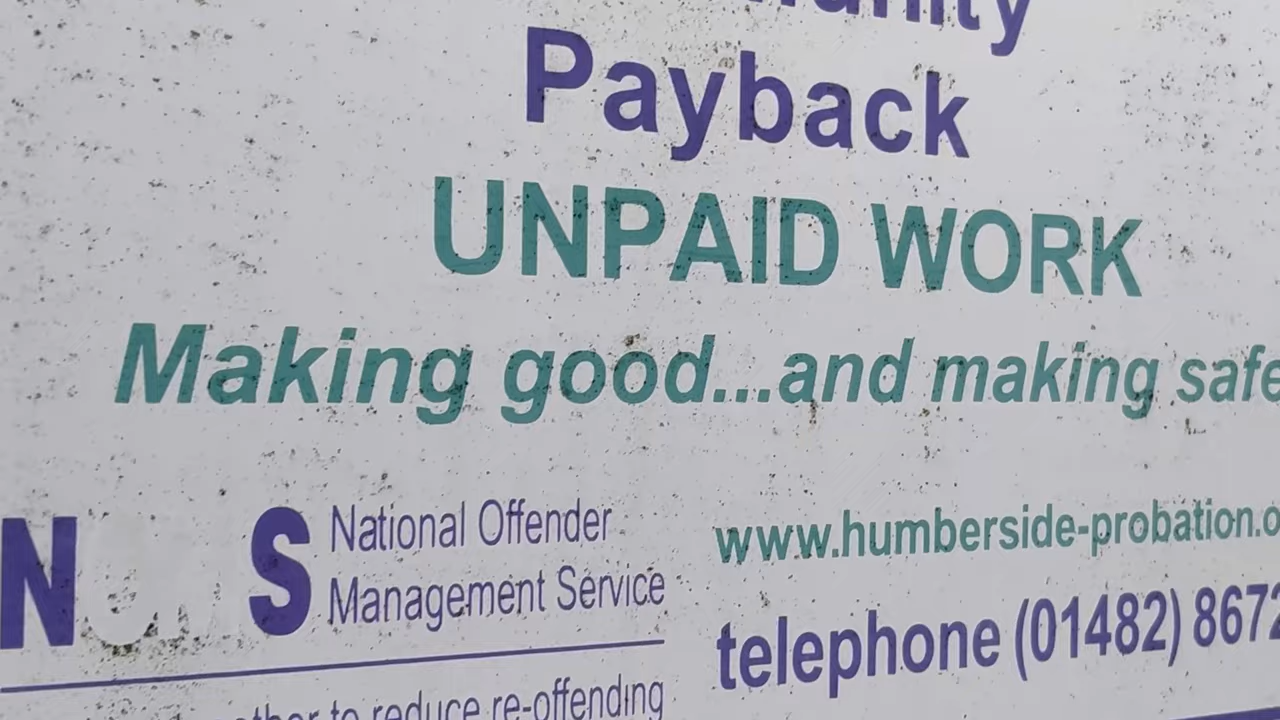 Payback
UNPAID WORK
Making good...and making safe
N S National Offender
Management Service
to reduce re-offending
www.humberside-probation.o
telephone (01482) 8672